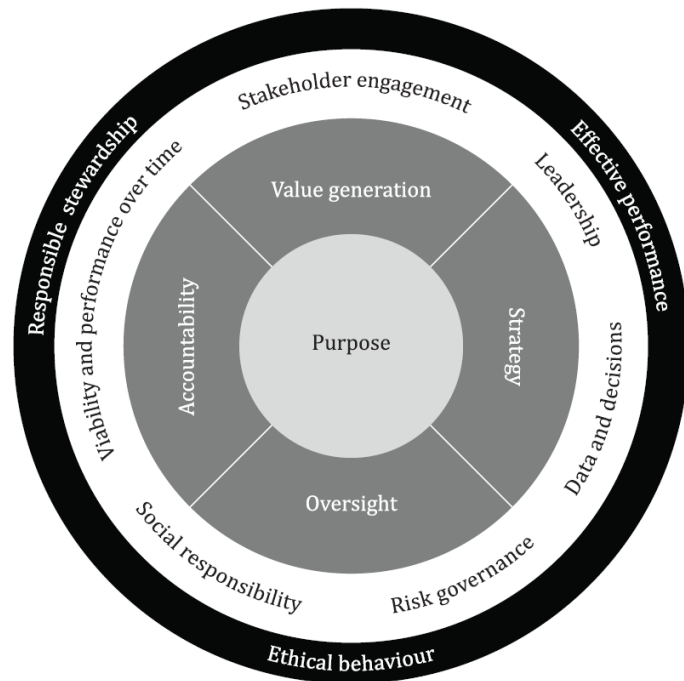 Responsible stewardship
Effective performance
Ethical behaviour
Stakeholder engagement
Leadership
Data and decisions
Risk governance
Social responsibility
Viability and performance over time
Value generation
Strategy
Oversight
Accountability
Purpose